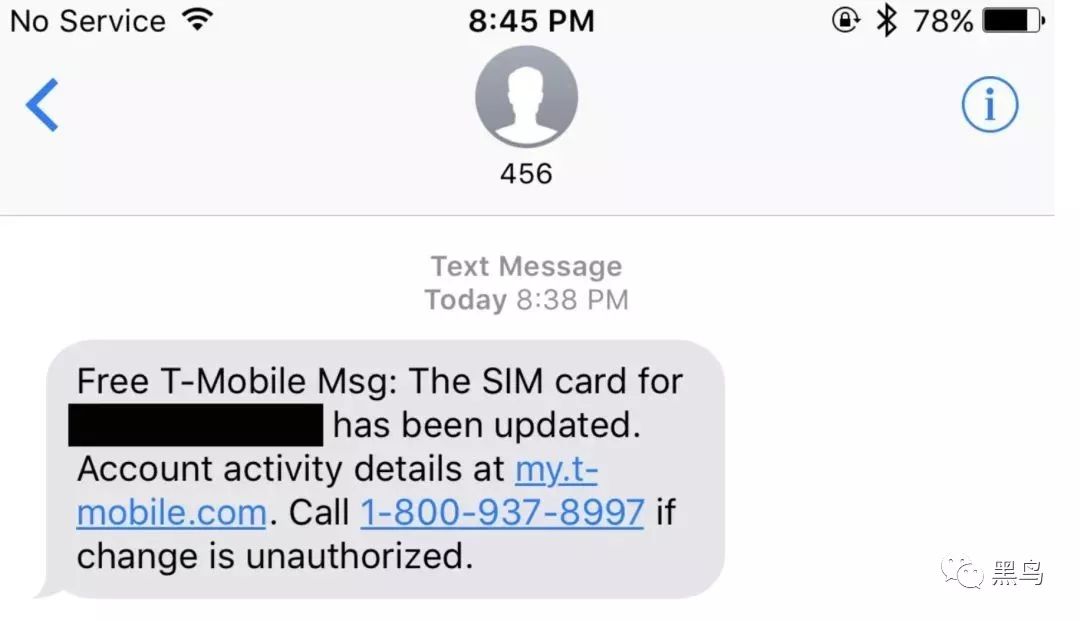 No Service 8:45 PM 78%
456
Text Message
Today 8:38 PM
Free T-Mobile Msg: The SIM card for
has been updated.
Account activity details at my.t-
mobile.com. Call 1-800-937-8997 if
change is unauthorized.
黑鸟